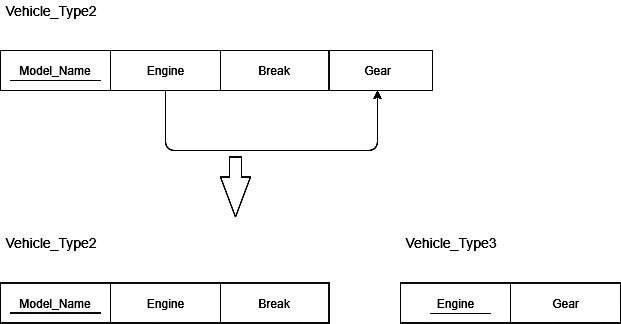 Vehicle_Type2
Model_Name Engine Break Gear
Vehicle_Type2 Vehicle_Type3
Model_Name Engine Break Engine Gear